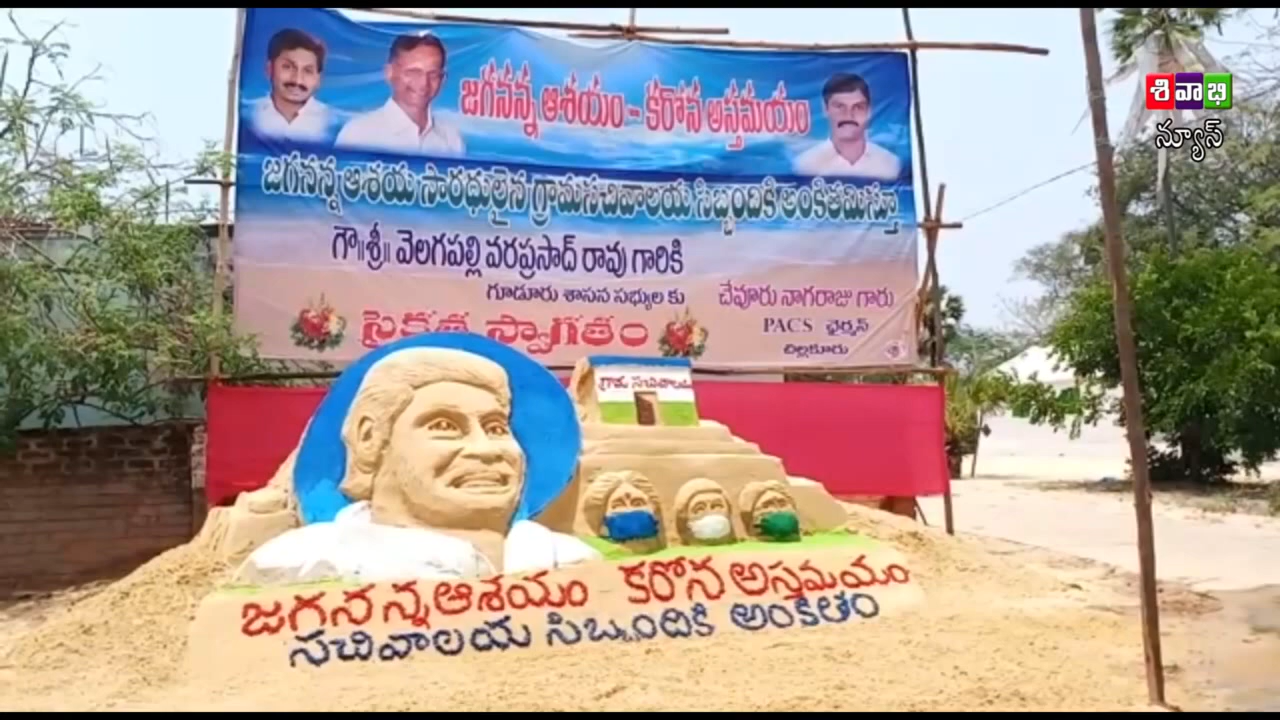 జగనన్న ఆశయం - కరోన అస్తమయం
శివాభి
న్యూస్
జగనన్న ఆశయ సారధులైన గ్రామసచివాలయ సిబ్బందికి అంకితమిస్తూ
గౌ||శ్రీ|| వెలగపల్లి వరప్రసాద్ రావు గారికి
గూడూరు శాసన సభ్యుల కు
చేవూరు నాగరాజు గారు
సైకత స్వాగతం
PACS ఛైర్మన్
చిల్లకూరు
గ్రామ సచివాలయ
జగనన్న ఆశయం - కరోన అస్తమయం
సచివాలయ సిబ్బందికి అంకితం